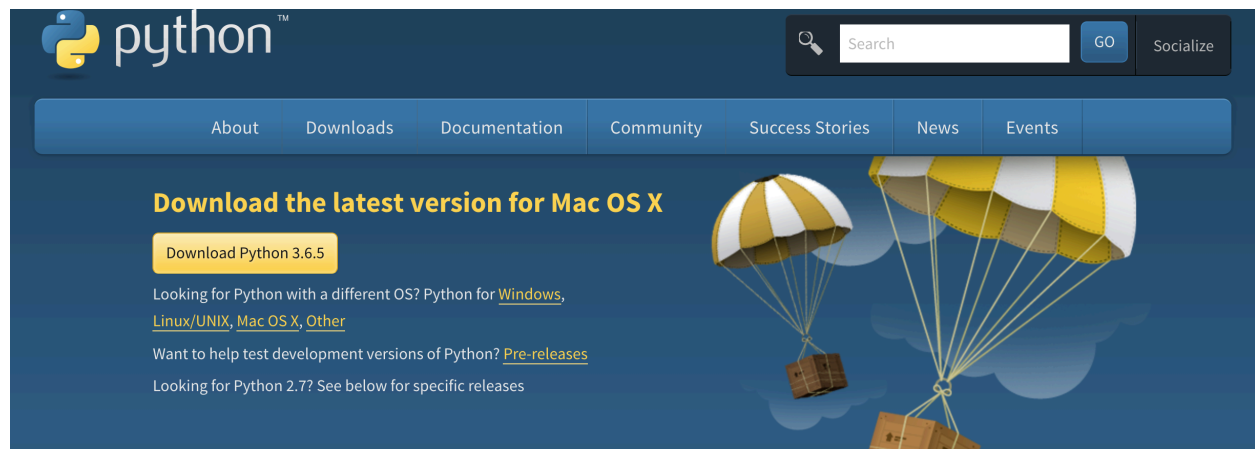 python™
Search
GO
Socialize
About
Downloads
Documentation
Community
Success Stories
News
Events
Download the latest version for Mac OS X
Download Python 3.6.5
Looking for Python with a different OS? Python for Windows,
Linux/UNIX, Mac OS X, Other
Want to help test development versions of Python? Pre-releases
Looking for Python 2.7? See below for specific releases